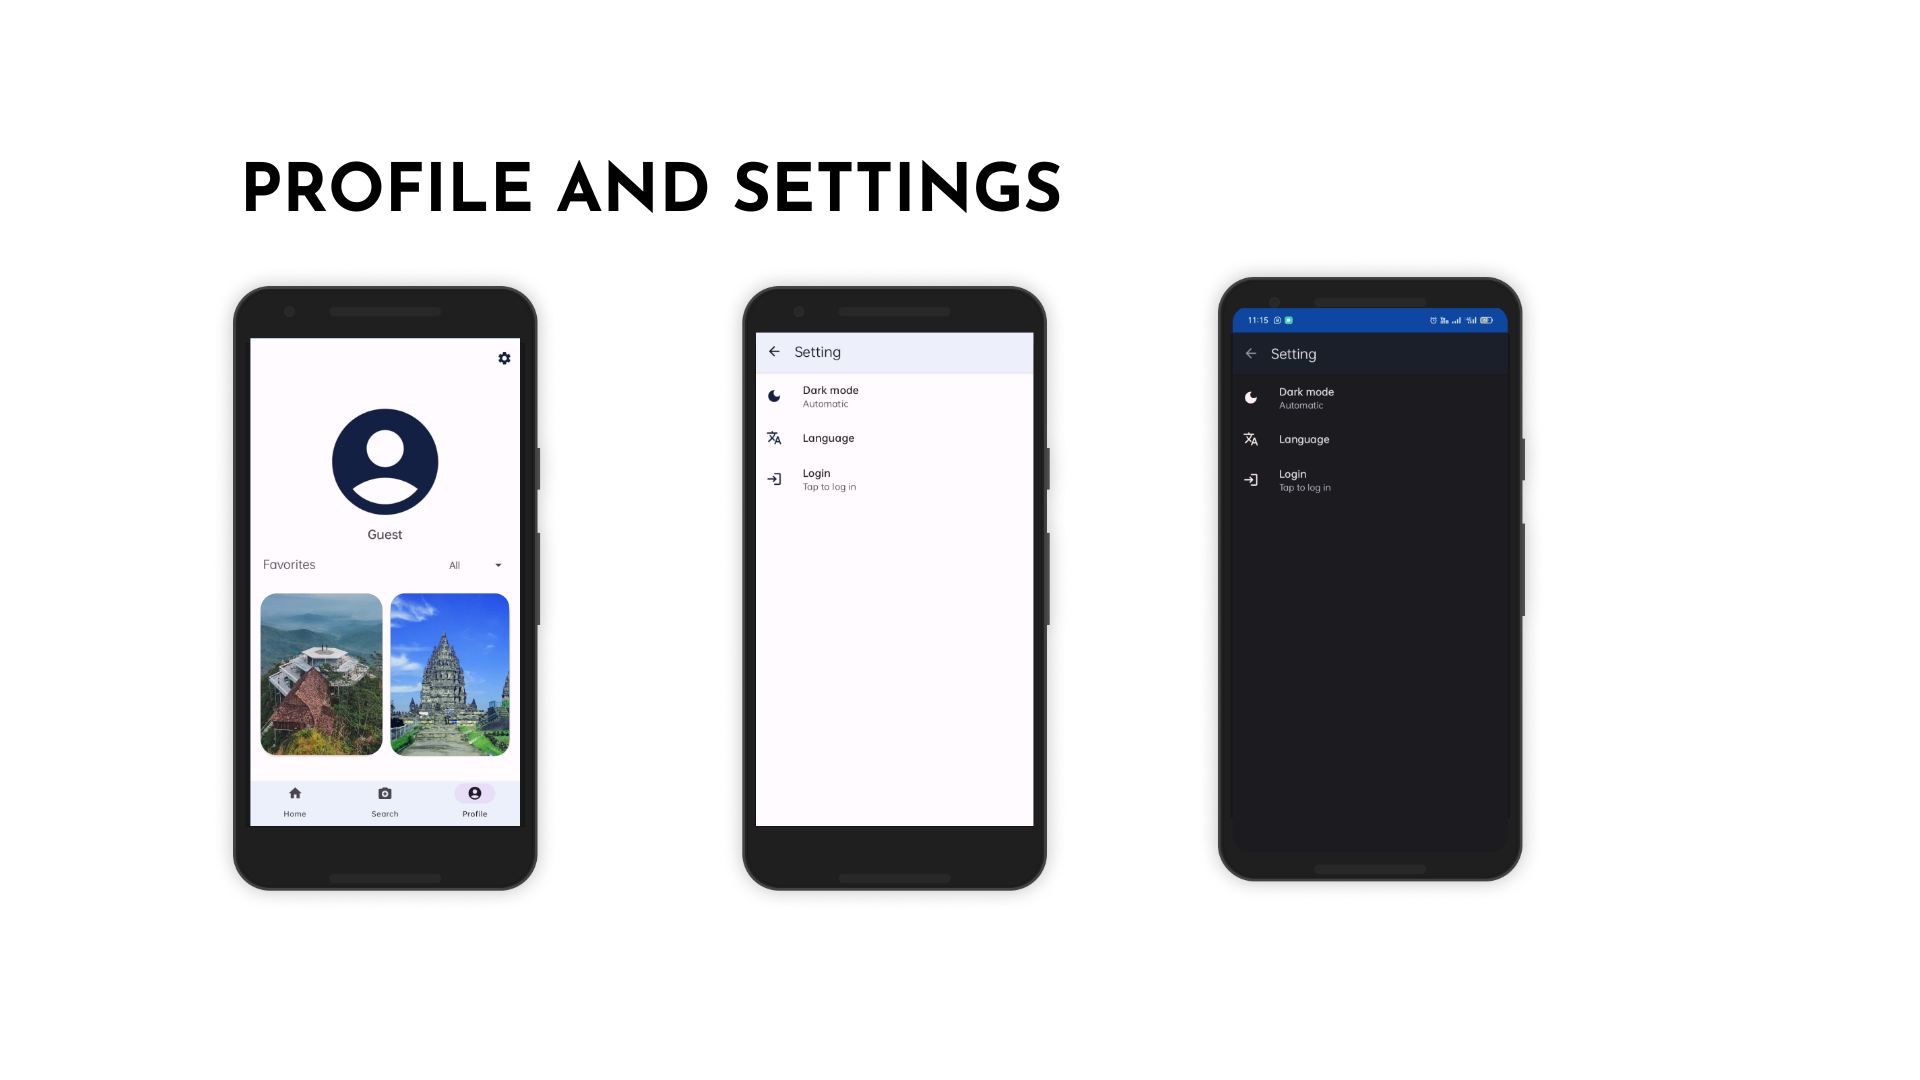 PROFILE AND SETTINGS
Guest
Favorites
All
Home
Search
Profile
Setting
Dark mode
Automatic
Language
Login
Tap to log in
11:15
Setting
Dark mode
Automatic
Language
Login
Tap to log in